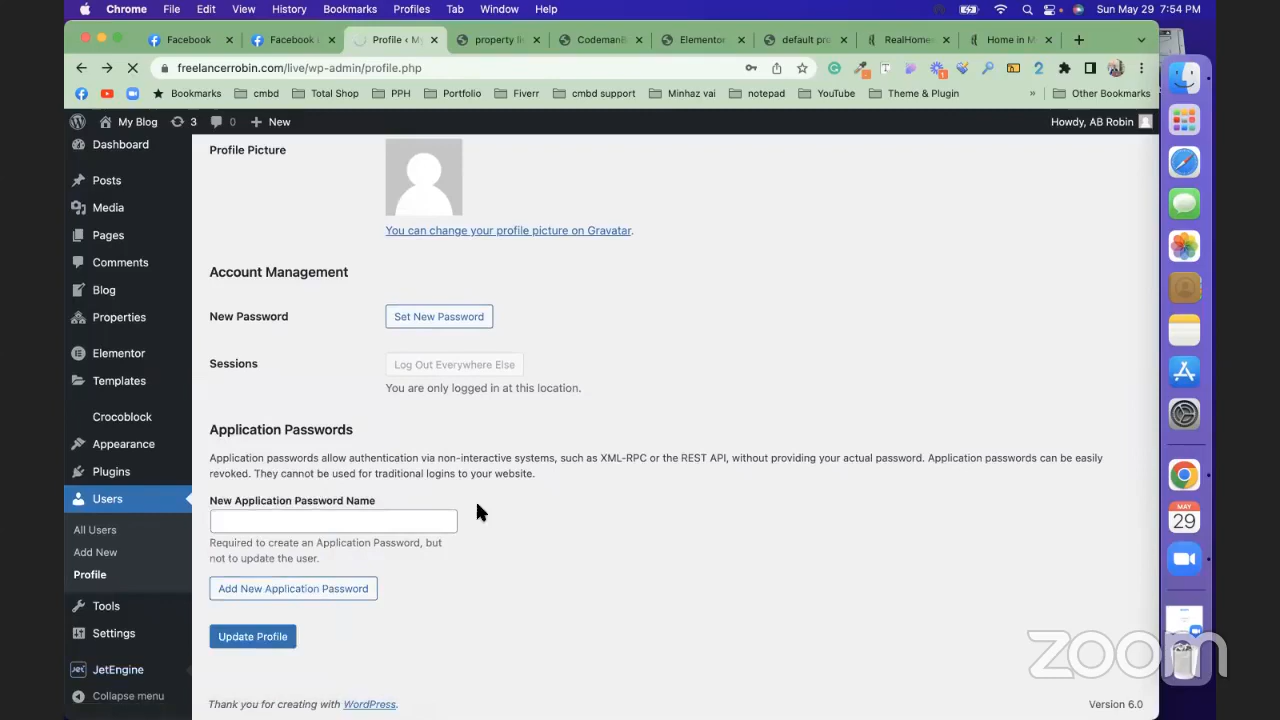 Chrome File Edit View History Bookmarks Profiles Tab Window Help Sun May 29 7:54 PM
Facebook Facebook Profile ‹ My property li Codeman Elementor default pr RealHome Home in M
freelancerrobin.com/live/wp-admin/profile.php
Bookmarks cmbd Total Shop PPH Portfolio Fiverr cmbd support Minhaz vai notepad YouTube Theme & Plugin » Other Bookmarks
My Blog 3 0 New Howdy, AB Robin
Dashboard
Posts
Media
Pages
Comments
Blog
Properties
Elementor
Templates
Crocoblock
Appearance
Plugins
Users
All Users
Add New
Profile
Tools
Settings
JetEngine
Collapse menu
Profile Picture
You can change your profile picture on Gravatar.
Account Management
New Password Set New Password
Sessions Log Out Everywhere Else
You are only logged in at this location.
Application Passwords
Application passwords allow authentication via non-interactive systems, such as XML-RPC or the REST API, without providing your actual password. Application passwords can be easily
revoked. They cannot be used for traditional logins to your website.
New Application Password Name
Required to create an Application Password, but
not to update the user.
Add New Application Password
Update Profile
Thank you for creating with WordPress. Version 6.0
MAY
29
zoom